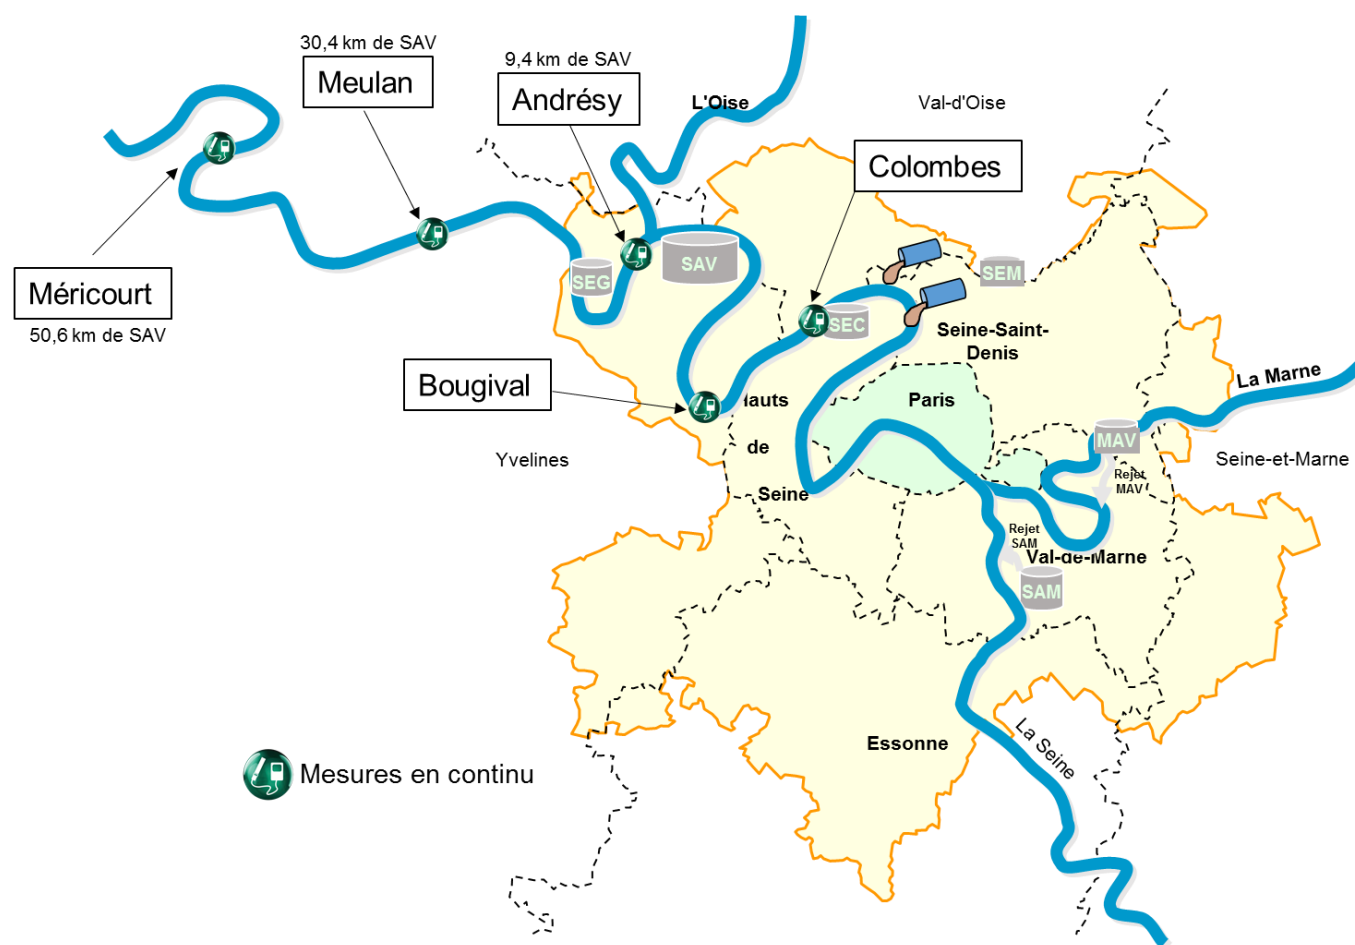 30,4 km de SAV
Meulan
9,4 km de SAV
Andrésy
L'Oise
Val-d'Oise
Colombes
Méricourt
50,6 km de SAV
SAV
SEG
SEM
SEC
Seine-Saint-
Denis
Bougival
Hauts
de
Seine
Paris
La Marne
MAV
Rejet
MAV
Yvelines
Seine-et-Marne
Rejet
SAM
Val-de-Marne
SAM
Essonne
La Seine
Mesures en continu